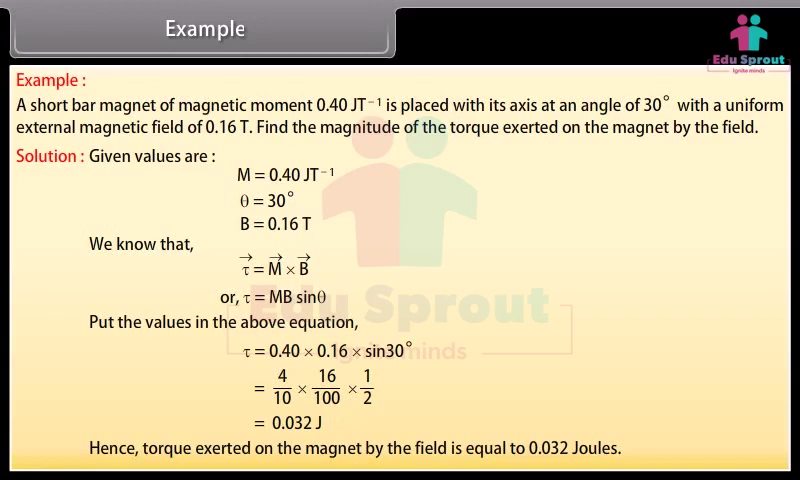 Example
Edu Sprout
Ignite minds
Example :
A short bar magnet of magnetic moment 0.40 JT⁻¹ is placed with its axis at an angle of 30° with a uniform
external magnetic field of 0.16 T. Find the magnitude of the torque exerted on the magnet by the field.
Solution : Given values are :
M = 0.40 JT⁻¹
θ = 30°
B = 0.16 T
We know that,
τ⃗ = M⃗ × B⃗
or, τ = MB sinθ
Edu Sprout
Put the values in the above equation,
Ignite minds
τ = 0.40 × 0.16 × sin30°
= 4/10 × 16/100 × 1/2
= 0.032 J
Hence, torque exerted on the magnet by the field is equal to 0.032 Joules.